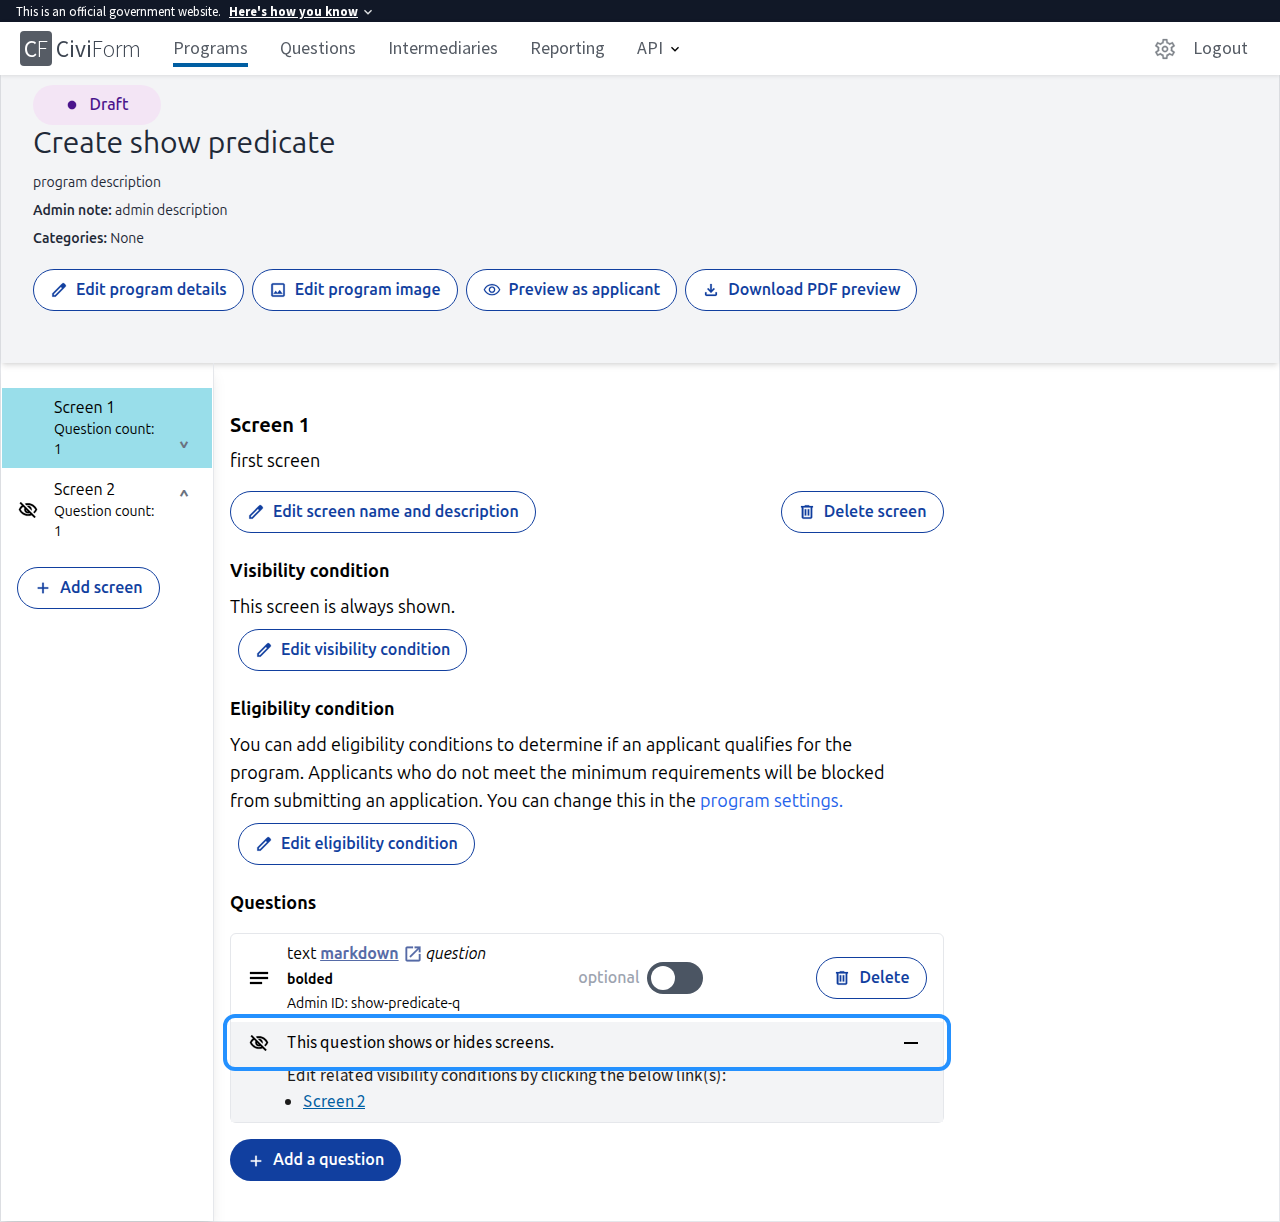 This is an official government website. Here's how you know
CF CiviForm Programs Questions Intermediaries Reporting API Logout
Draft
Create show predicate
program description
Admin note: admin description
Categories: None
Edit program details Edit program image Preview as applicant Download PDF preview
Screen 1
Question count:
1
Screen 2
Question count:
1
Add screen
Screen 1
first screen
Edit screen name and description Delete screen
Visibility condition
This screen is always shown.
Edit visibility condition
Eligibility condition
You can add eligibility conditions to determine if an applicant qualifies for the
program. Applicants who do not meet the minimum requirements will be blocked
from submitting an application. You can change this in the program settings.
Edit eligibility condition
Questions
text markdown question
bolded
Admin ID: show-predicate-q
optional
Delete
This question shows or hides screens.
Edit related visibility conditions by clicking the below link(s):
Screen 2
Add a question